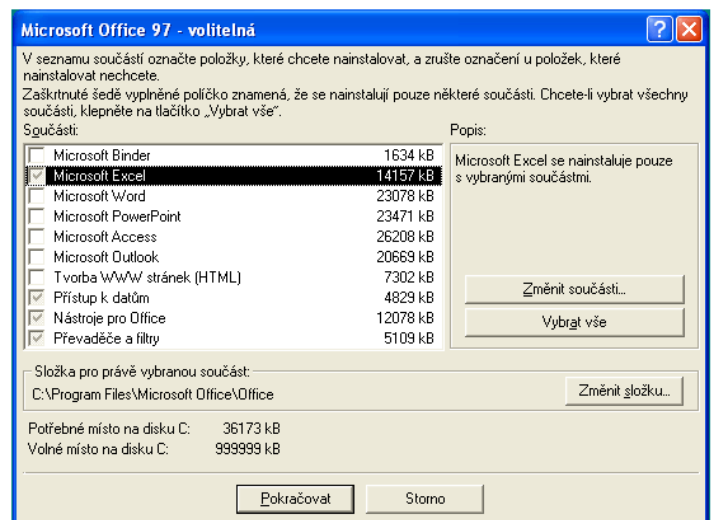 Microsoft Office 97 - volitelná
V seznamu součástí označte položky, které chcete nainstalovat, a zrušte označení u položek, které
nainstalovat nechcete.
Zaškrtnuté šedě vyplněné políčko znamená, že se nainstalují pouze některé součásti. Chcete-li vybrat všechny
součásti, klepněte na tlačítko „Vybrat vše“.
Součásti:
Microsoft Binder 1634 kB
Microsoft Excel 14157 kB
Microsoft Word 23078 kB
Microsoft PowerPoint 23471 kB
Microsoft Access 26208 kB
Microsoft Outlook 20669 kB
Tvorba WWW stránek (HTML) 7302 kB
Přístup k datům 4829 kB
Nástroje pro Office 12078 kB
Převaděče a filtry 5109 kB
Popis:
Microsoft Excel se nainstaluje pouze
s vybranými součástmi.
Změnit součásti...
Vybrat vše
Složka pro právě vybranou součást:
C:\Program Files\Microsoft Office\Office
Změnit složku...
Potřebné místo na disku C: 36173 kB
Volné místo na disku C: 999999 kB
Pokračovat
Storno